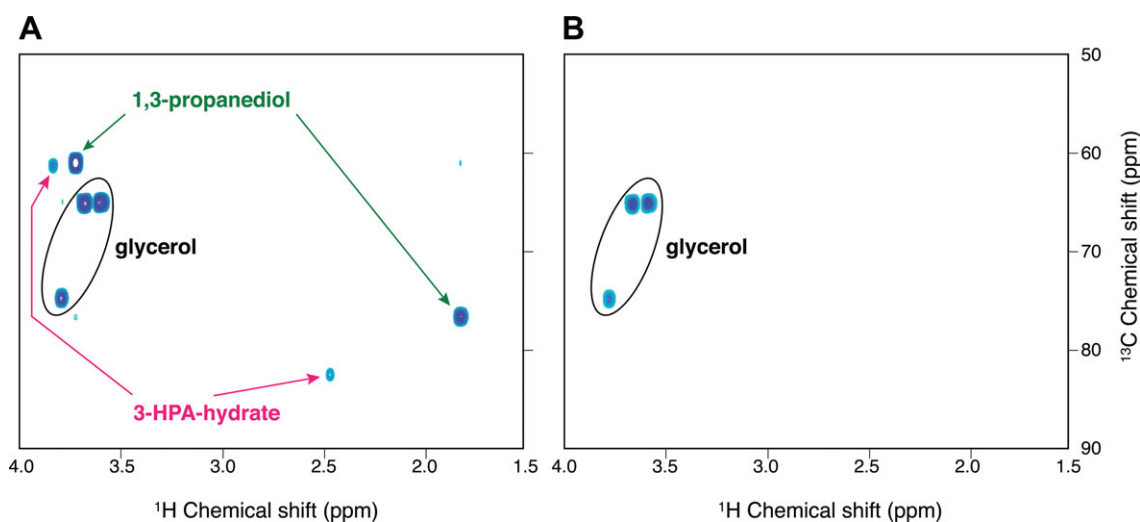 A
B
1,3-propanediol
glycerol
3-HPA-hydrate
4.0 3.5 3.0 2.5 2.0 1.5
¹H Chemical shift (ppm)
glycerol
4.0 3.5 3.0 2.5 2.0 1.5
¹H Chemical shift (ppm)
50
60
70
80
90
¹³C Chemical shift (ppm)